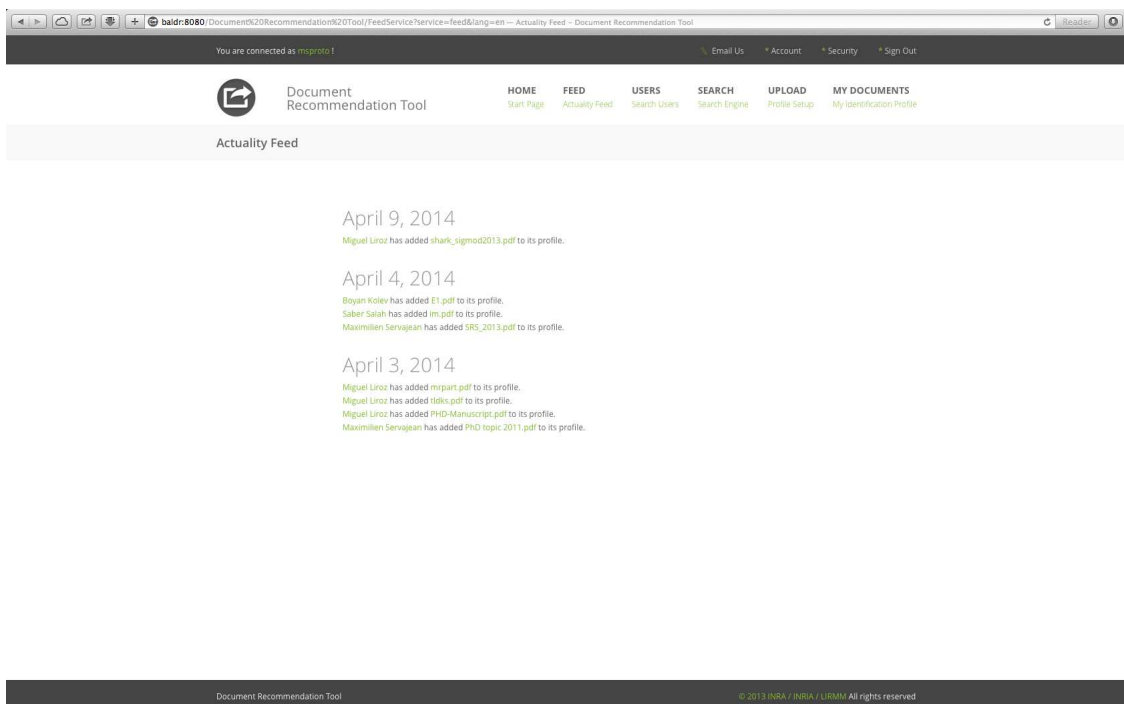 baldr:8080/Document%20Recommendation%20Tool/FeedService?service=feed&lang=en — Actuality Feed – Document Recommendation Tool
Reader
You are connected as msproto !
Email Us * Account * Security * Sign Out
Document
Recommendation Tool
HOME FEED USERS SEARCH UPLOAD MY DOCUMENTS
Start Page Actuality Feed Search Users Search Engine Profile Setup My Identification Profile
Actuality Feed
April 9, 2014
Miguel Liroz has added shark_sigmod2013.pdf to its profile.
April 4, 2014
Boyan Kolev has added E1.pdf to its profile.
Saber Salah has added im.pdf to its profile.
Maximilien Servajean has added SRS_2013.pdf to its profile.
April 3, 2014
Miguel Liroz has added mrpart.pdf to its profile.
Miguel Liroz has added tldks.pdf to its profile.
Miguel Liroz has added PHD-Manuscript.pdf to its profile.
Maximilien Servajean has added PhD topic 2011.pdf to its profile.
Document Recommendation Tool
© 2013 INRA / INRIA / LIRMM All rights reserved